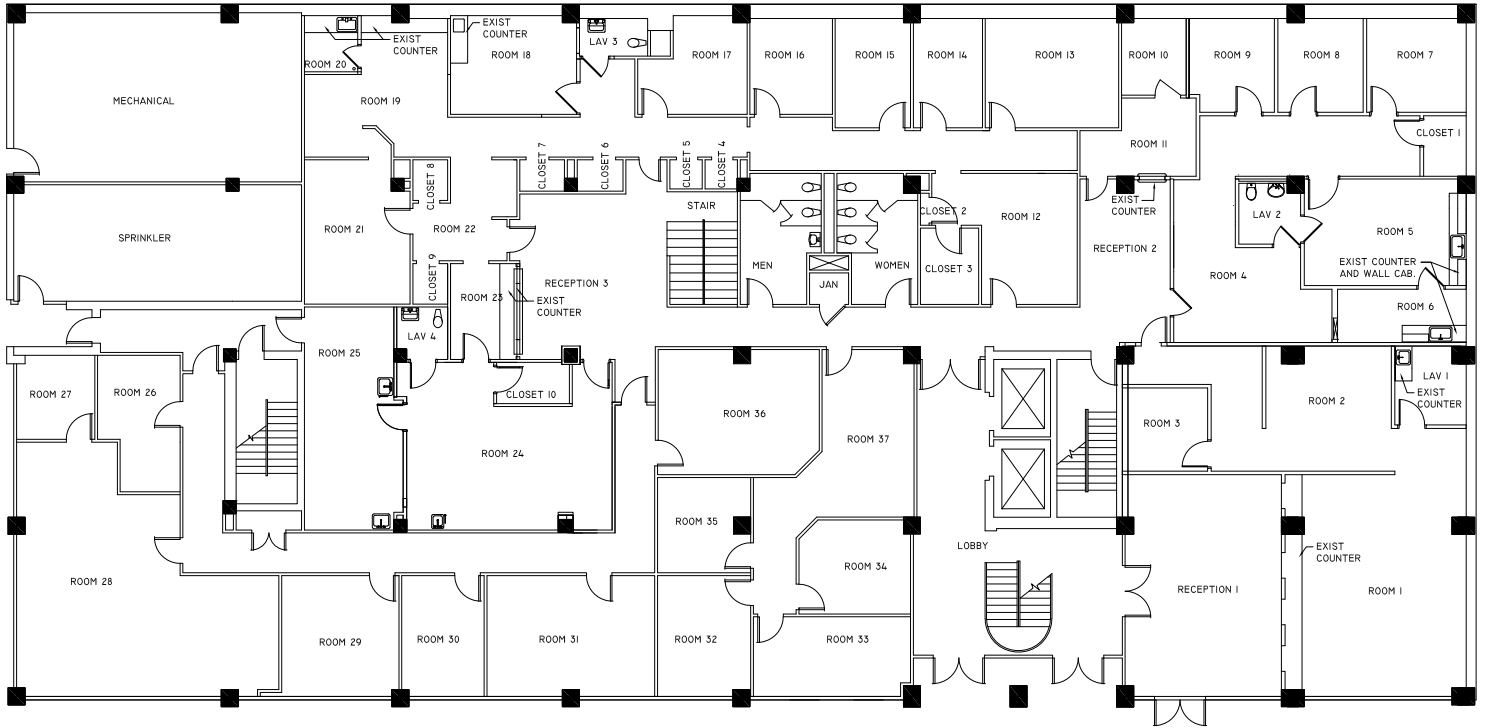 EXIST
COUNTER
LAV 3
EXIST
COUNTER
ROOM 18
ROOM 17
ROOM 16
ROOM 15
ROOM 14
ROOM 13
ROOM 10
ROOM 9
ROOM 8
ROOM 7
ROOM 20
MECHANICAL
ROOM 19
CLOSET 1
ROOM 11
CLOSET 7
CLOSET 6
CLOSET 5
CLOSET 4
CLOSET 8
EXIST
COUNTER
STAIR
CLOSET 2
ROOM 12
LAV 2
ROOM 21
ROOM 22
ROOM 5
SPRINKLER
RECEPTION 2
EXIST COUNTER
AND WALL CAB.
MEN
WOMEN
CLOSET 3
ROOM 4
CLOSET 9
RECEPTION 3
JAN
ROOM 23
EXIST
COUNTER
ROOM 6
LAV 4
ROOM 25
LAV 1
EXIST
COUNTER
ROOM 27
ROOM 26
CLOSET 10
ROOM 2
ROOM 36
ROOM 3
ROOM 37
ROOM 24
ROOM 35
LOBBY
EXIST
COUNTER
ROOM 34
ROOM 28
RECEPTION 1
ROOM 1
ROOM 29
ROOM 30
ROOM 31
ROOM 32
ROOM 33